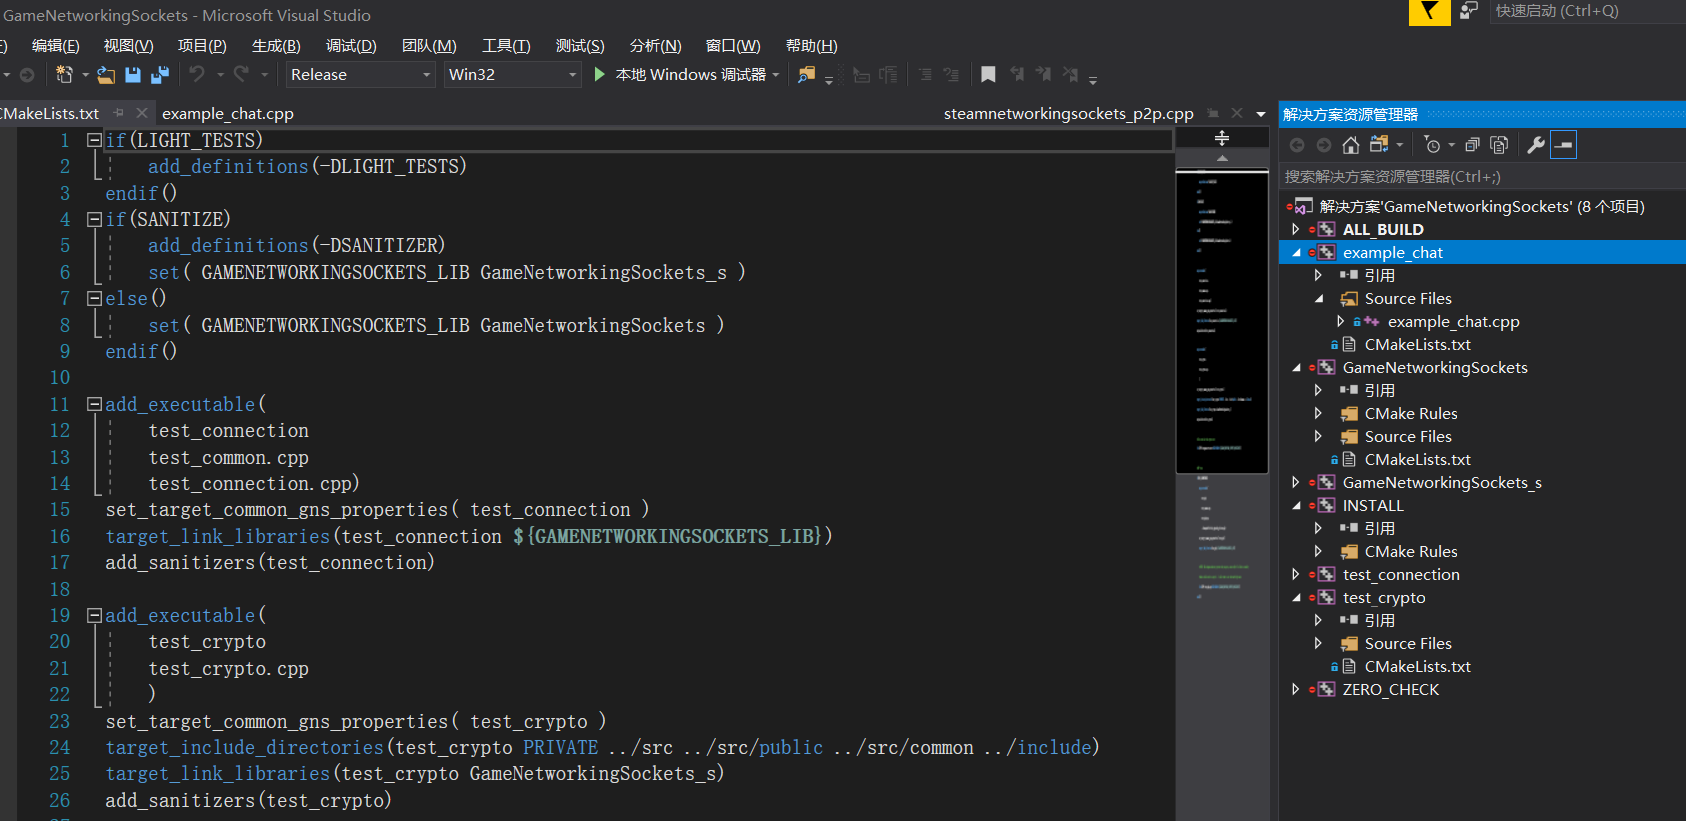 GameNetworkingSockets - Microsoft Visual Studio
快速启动 (Ctrl+Q)
编辑(E) 视图(V) 项目(P) 生成(B) 调试(D) 团队(M) 工具(T) 测试(S) 分析(N) 窗口(W) 帮助(H)
Release Win32 本地 Windows 调试器
CMakeLists.txt example_chat.cpp steamnetworkingsockets_p2p.cpp
1 if(LIGHT_TESTS)
2 add_definitions(-DLIGHT_TESTS)
3 endif()
4 if(SANITIZE)
5 add_definitions(-DSANITIZER)
6 set( GAMENETWORKINGSOCKETS_LIB GameNetworkingSockets_s )
7 else()
8 set( GAMENETWORKINGSOCKETS_LIB GameNetworkingSockets )
9 endif()
10
11 add_executable(
12 test_connection
13 test_common.cpp
14 test_connection.cpp)
15 set_target_common_gns_properties( test_connection )
16 target_link_libraries(test_connection ${GAMENETWORKINGSOCKETS_LIB})
17 add_sanitizers(test_connection)
18
19 add_executable(
20 test_crypto
21 test_crypto.cpp
22 )
23 set_target_common_gns_properties( test_crypto )
24 target_include_directories(test_crypto PRIVATE ../src ../src/public ../src/common ../include)
25 target_link_libraries(test_crypto GameNetworkingSockets_s)
26 add_sanitizers(test_crypto)
解决方案资源管理器
搜索解决方案资源管理器(Ctrl+;)
解决方案'GameNetworkingSockets' (8 个项目)
ALL_BUILD
example_chat
引用
Source Files
example_chat.cpp
CMakeLists.txt
GameNetworkingSockets
引用
CMake Rules
Source Files
CMakeLists.txt
GameNetworkingSockets_s
INSTALL
引用
CMake Rules
test_connection
test_crypto
引用
Source Files
CMakeLists.txt
ZERO_CHECK